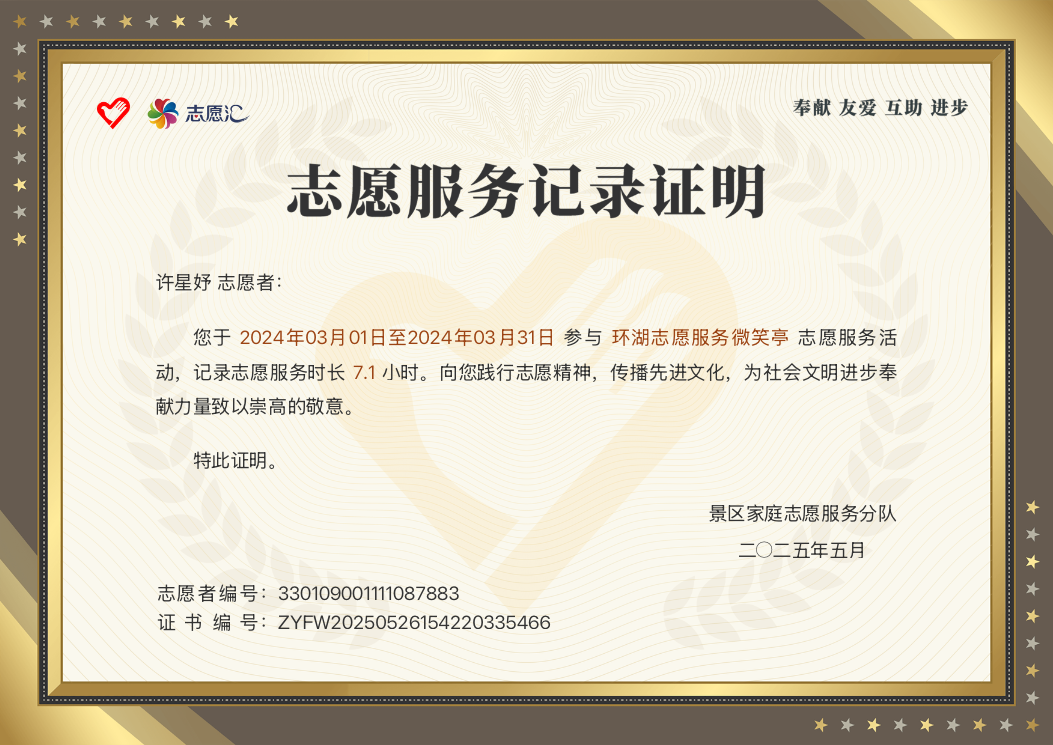 志愿汇
奉献 友爱 互助 进步
志愿服务记录证明
许星妤 志愿者：
您于 2024年03月01日至2024年03月31日 参与 环湖志愿服务微笑亭 志愿服务活
动，记录志愿服务时长 7.1 小时。向您践行志愿精神，传播先进文化，为社会文明进步奉
献力量致以崇高的敬意。
特此证明。
景区家庭志愿服务分队
二〇二五年五月
志愿者编号：330109001111087883
证 书 编 号：ZYFW20250526154220335466